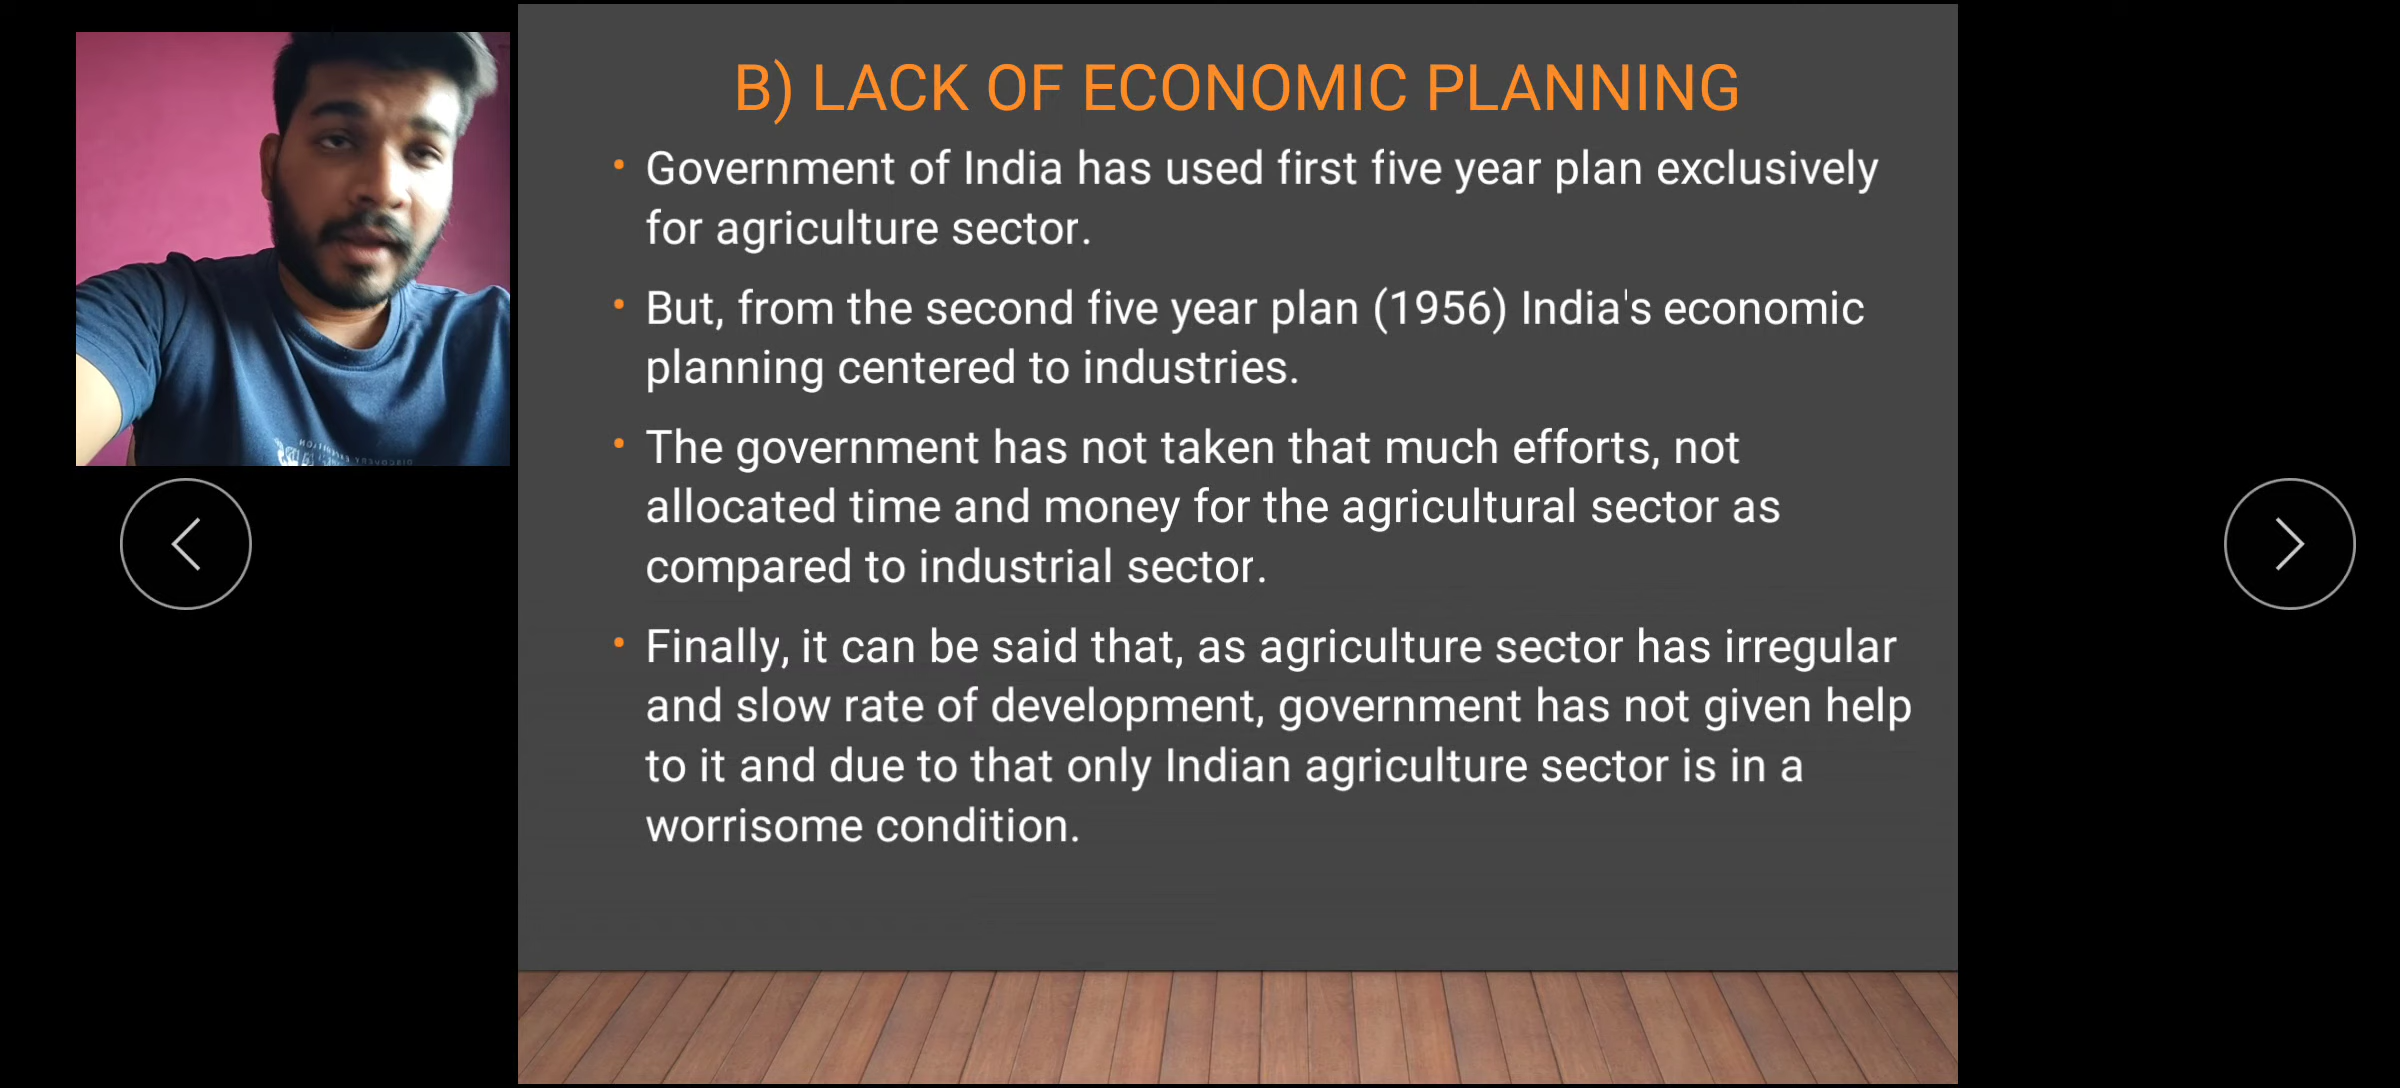 B) LACK OF ECONOMIC PLANNING
• Government of India has used first five year plan exclusively
for agriculture sector.
• But, from the second five year plan (1956) India's economic
planning centered to industries.
• The government has not taken that much efforts, not
allocated time and money for the agricultural sector as
compared to industrial sector.
• Finally, it can be said that, as agriculture sector has irregular
and slow rate of development, government has not given help
to it and due to that only Indian agriculture sector is in a
worrisome condition.